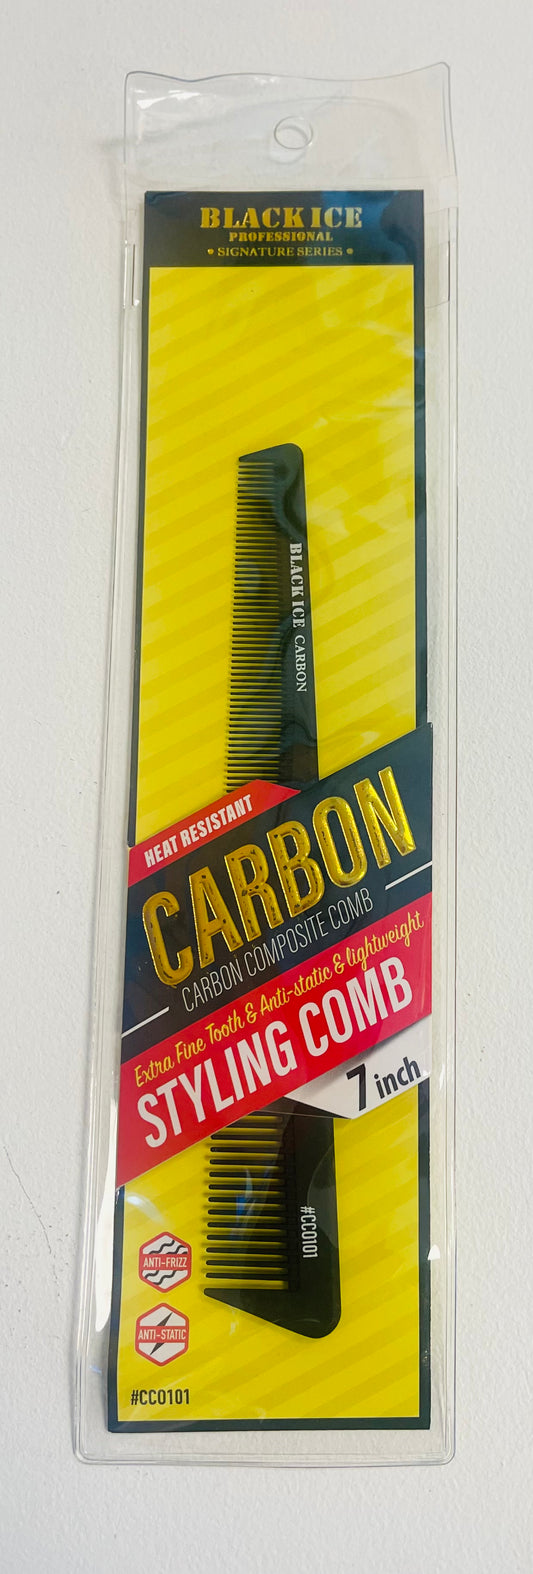 BLACK ICE
PROFESSIONAL
• SIGNATURE SERIES •
BLACK ICE CARBON
HEAT RESISTANT
CARBON
CARBON COMPOSITE COMB
Extra Fine Tooth & Anti-static & lightweight
STYLING COMB
7 inch
#CC0101
ANTI-FRIZZ
ANTI-STATIC
#CC0101